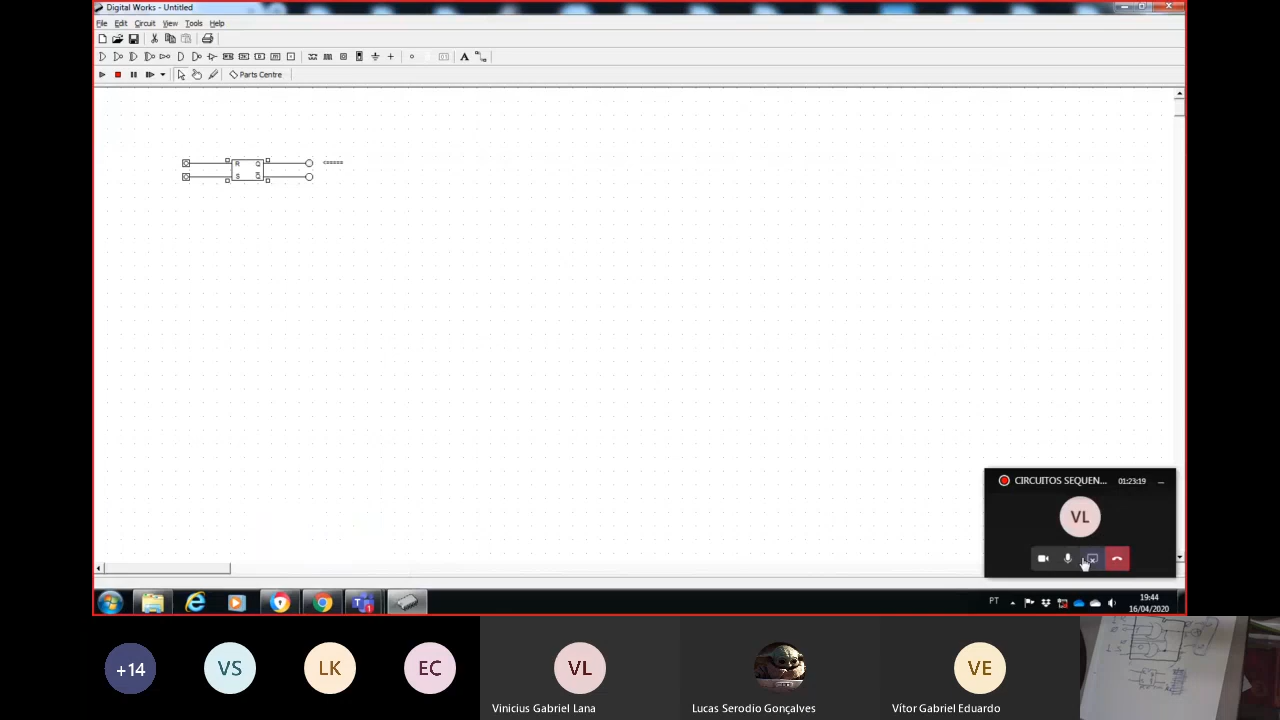 Digital Works - Untitled
File Edit Circuit View Tools Help
Parts Centre
R Q
S Q
CIRCUITOS SEQUEN... 01:23:19
VL
PT
19:44
16/04/2020
+14 VS LK EC VL VE
Vinicius Gabriel Lana Lucas Serodio Gonçalves Vítor Gabriel Eduardo